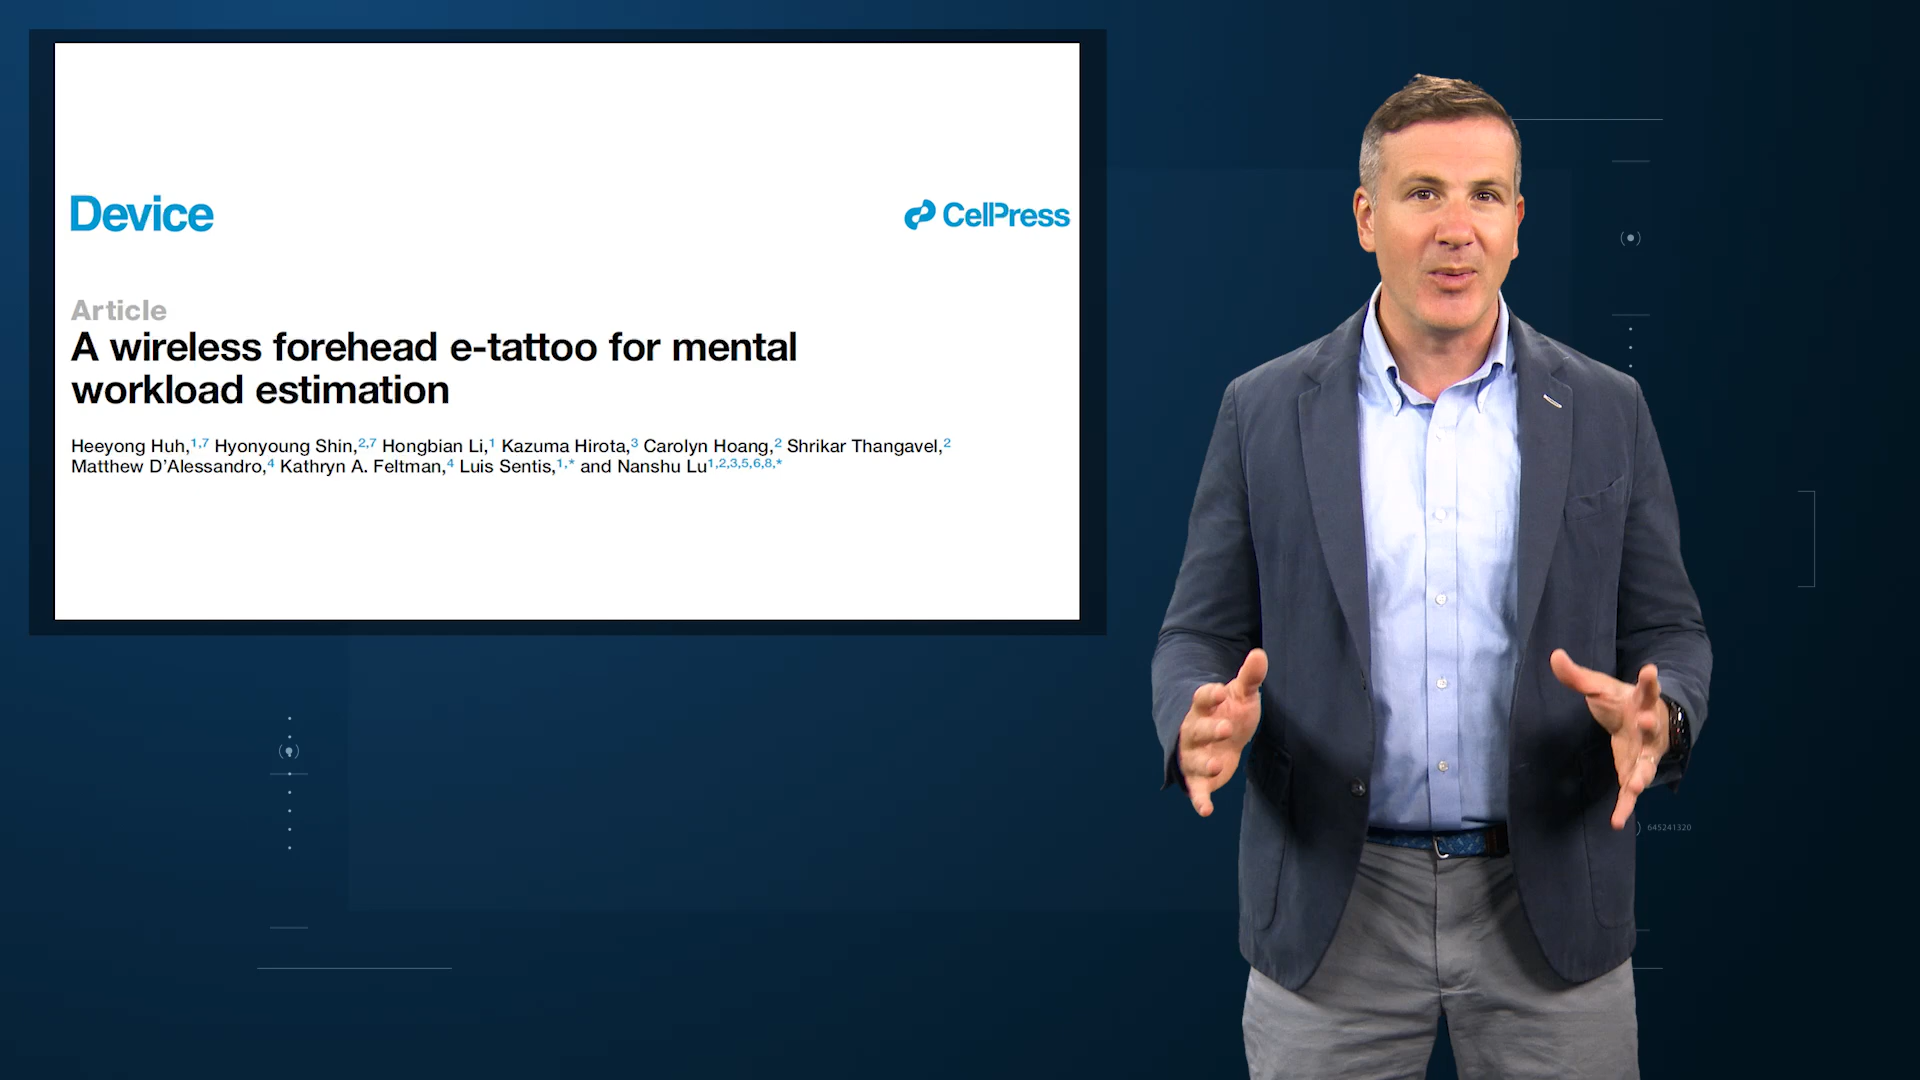 Device
CellPress
Article
A wireless forehead e-tattoo for mental
workload estimation
Heeyong Huh,1,7 Hyonyoung Shin,2,7 Hongbian Li,1 Kazuma Hirota,3 Carolyn Hoang,2 Shrikar Thangavel,2
Matthew D'Alessandro,4 Kathryn A. Feltman,4 Luis Sentis,1,* and Nanshu Lu1,2,3,5,6,8,*
645241320